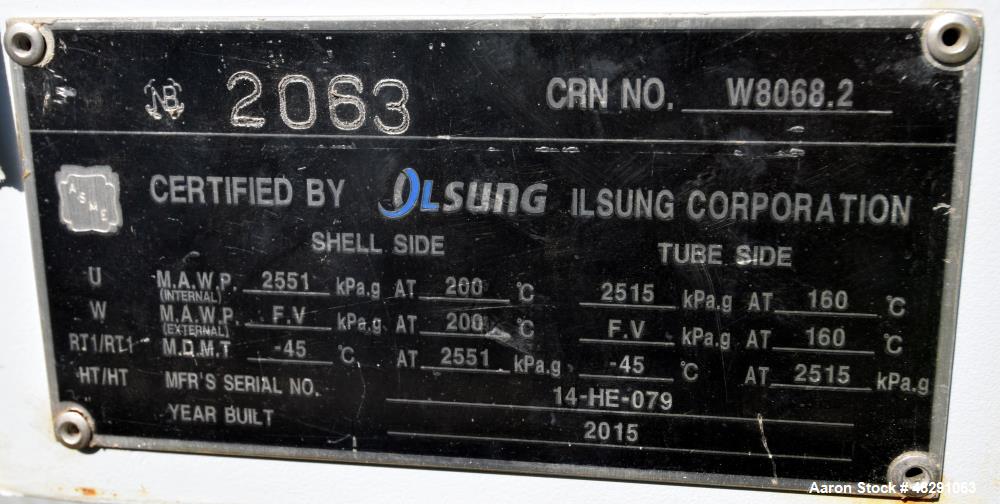 NB 2063 CRN NO. W8068.2
ASME CERTIFIED BY ILSUNG ILSUNG CORPORATION
SHELL SIDE TUBE SIDE
U M.A.W.P. (INTERNAL) 2551 kPa.g AT 200 ℃ 2515 kPa.g AT 160 ℃
W M.A.W.P. (EXTERNAL) F.V kPa.g AT 200 ℃ F.V kPa.g AT 160 ℃
RT1/RT1 M.D.M.T -45 ℃ AT 2551 kPa.g -45 ℃ AT 2515 kPa.g
HT/HT MFR'S SERIAL NO. 14-HE-079
YEAR BUILT 2015
Aaron Stock # 48291063